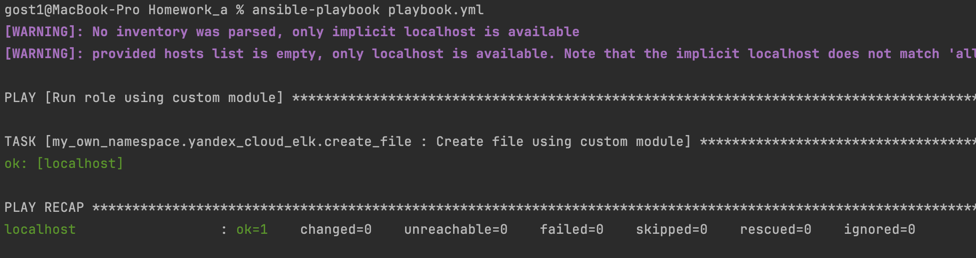 gost1@MacBook-Pro Homework_a % ansible-playbook playbook.yml
[WARNING]: No inventory was parsed, only implicit localhost is available
[WARNING]: provided hosts list is empty, only localhost is available. Note that the implicit localhost does not match 'all
PLAY [Run role using custom module] *************************************************************************************
TASK [my_own_namespace.yandex_cloud_elk.create_file : Create file using custom module] ***********************************
ok: [localhost]
PLAY RECAP **************************************************************************************************************
localhost                  : ok=1    changed=0    unreachable=0    failed=0    skipped=0    rescued=0    ignored=0